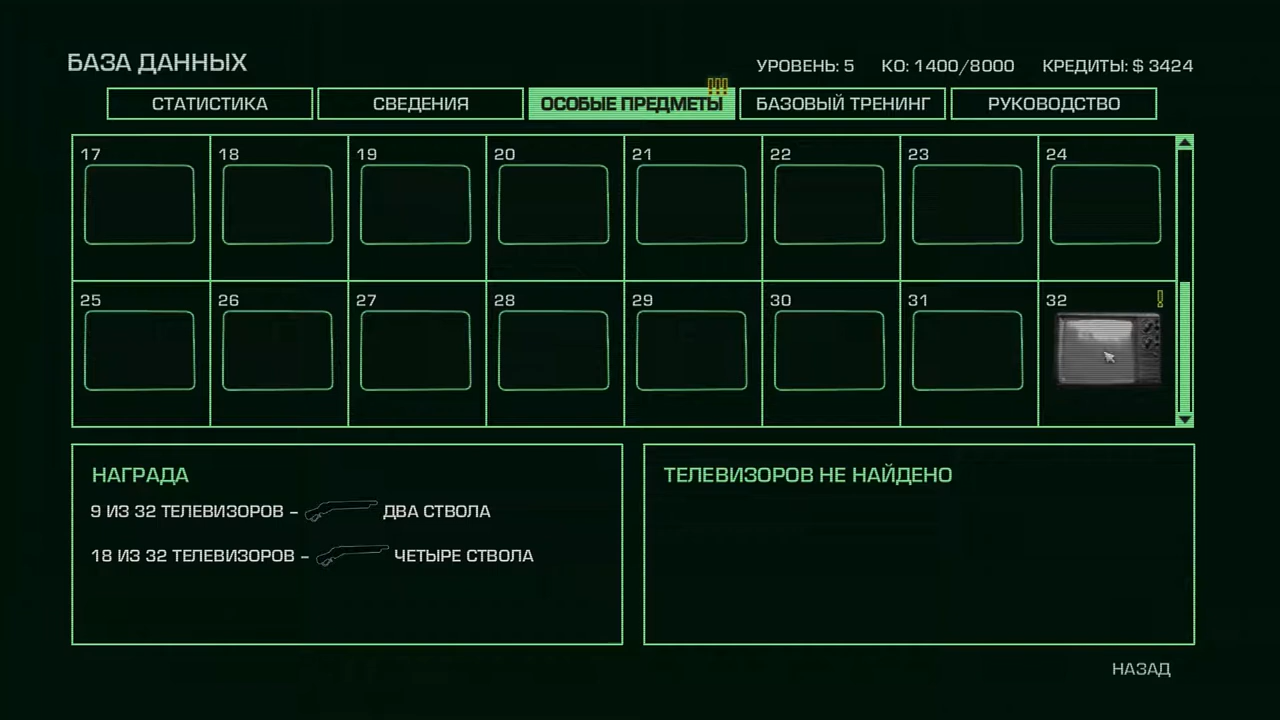 БАЗА ДАННЫХ
УРОВЕНЬ: 5 КО: 1400/8000 КРЕДИТЫ: $ 3424
!!!
СТАТИСТИКА СВЕДЕНИЯ ОСОБЫЕ ПРЕДМЕТЫ БАЗОВЫЙ ТРЕНИНГ РУКОВОДСТВО
17 18 19 20 21 22 23 24
25 26 27 28 29 30 31 32 !
НАГРАДА
9 ИЗ 32 ТЕЛЕВИЗОРОВ – ДВА СТВОЛА
18 ИЗ 32 ТЕЛЕВИЗОРОВ – ЧЕТЫРЕ СТВОЛА
ТЕЛЕВИЗОРОВ НЕ НАЙДЕНО
НАЗАД